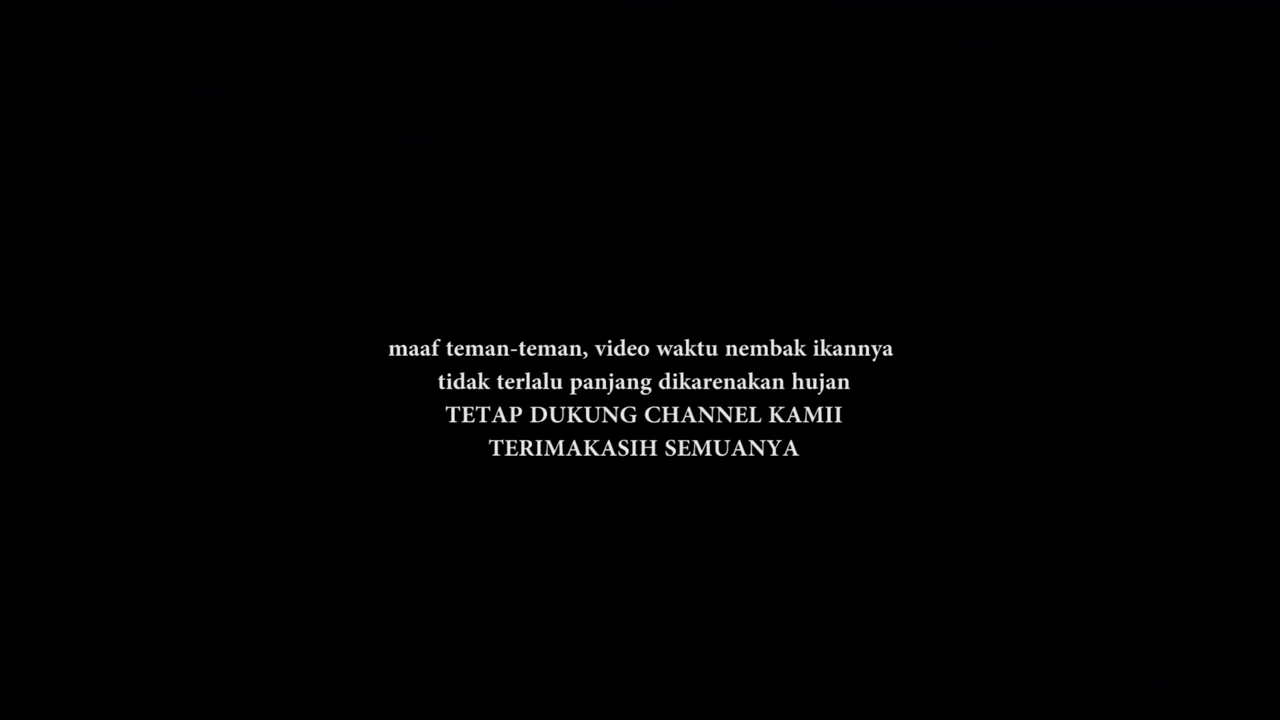 maaf teman-teman, video waktu nembak ikannya
tidak terlalu panjang dikarenakan hujan
TETAP DUKUNG CHANNEL KAMII
TERIMAKASIH SEMUANYA